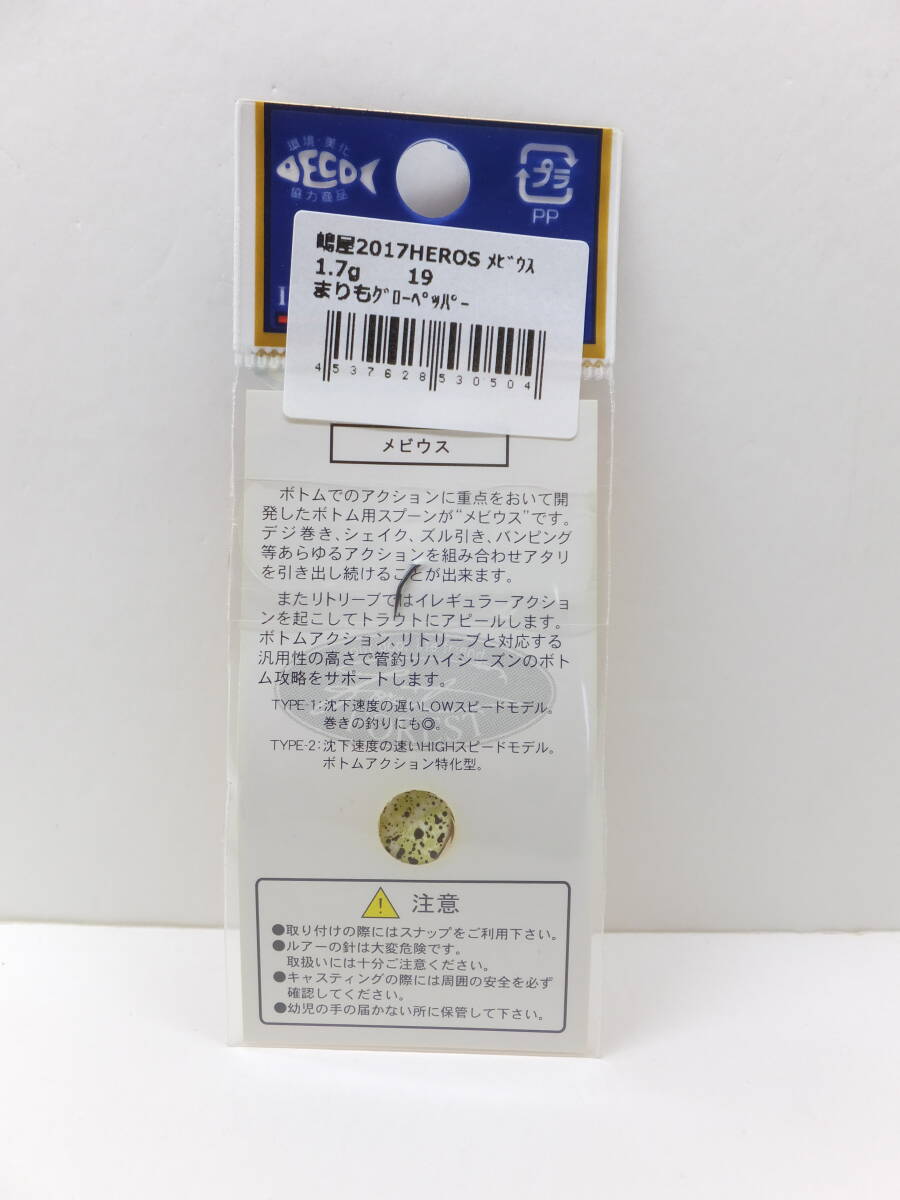 環境・美化
ECO
協力商品
プラ
PP
嶋屋2017HEROS ﾒﾋﾞｳｽ
1.7g 19
まりもｸﾞﾛｰﾍﾟｯﾊﾟｰ
4537628530504
メビウス
ボトムでのアクションに重点をおいて開
発したボトム用スプーンが“メビウス”です。
デジ巻き、シェイク、ズル引き、バンピング
等あらゆるアクションを組み合わせアタリ
を引き出し続けることが出来ます。
またリトリーブではイレギュラーアクショ
ンを起こしてトラウトにアピールします。
ボトムアクション、リトリーブと対応する
汎用性の高さで管釣りハイシーズンのボト
ム攻略をサポートします。
TYPE-1：沈下速度の遅いLOWスピードモデル。
巻きの釣りにも◎。
TYPE-2：沈下速度の速いHIGHスピードモデル。
ボトムアクション特化型。
注意
●取り付けの際にはスナップをご利用下さい。
●ルアーの針は大変危険です。
取扱いには十分ご注意ください。
●キャスティングの際には周囲の安全を必ず
確認してください。
●幼児の手の届かない所に保管して下さい。